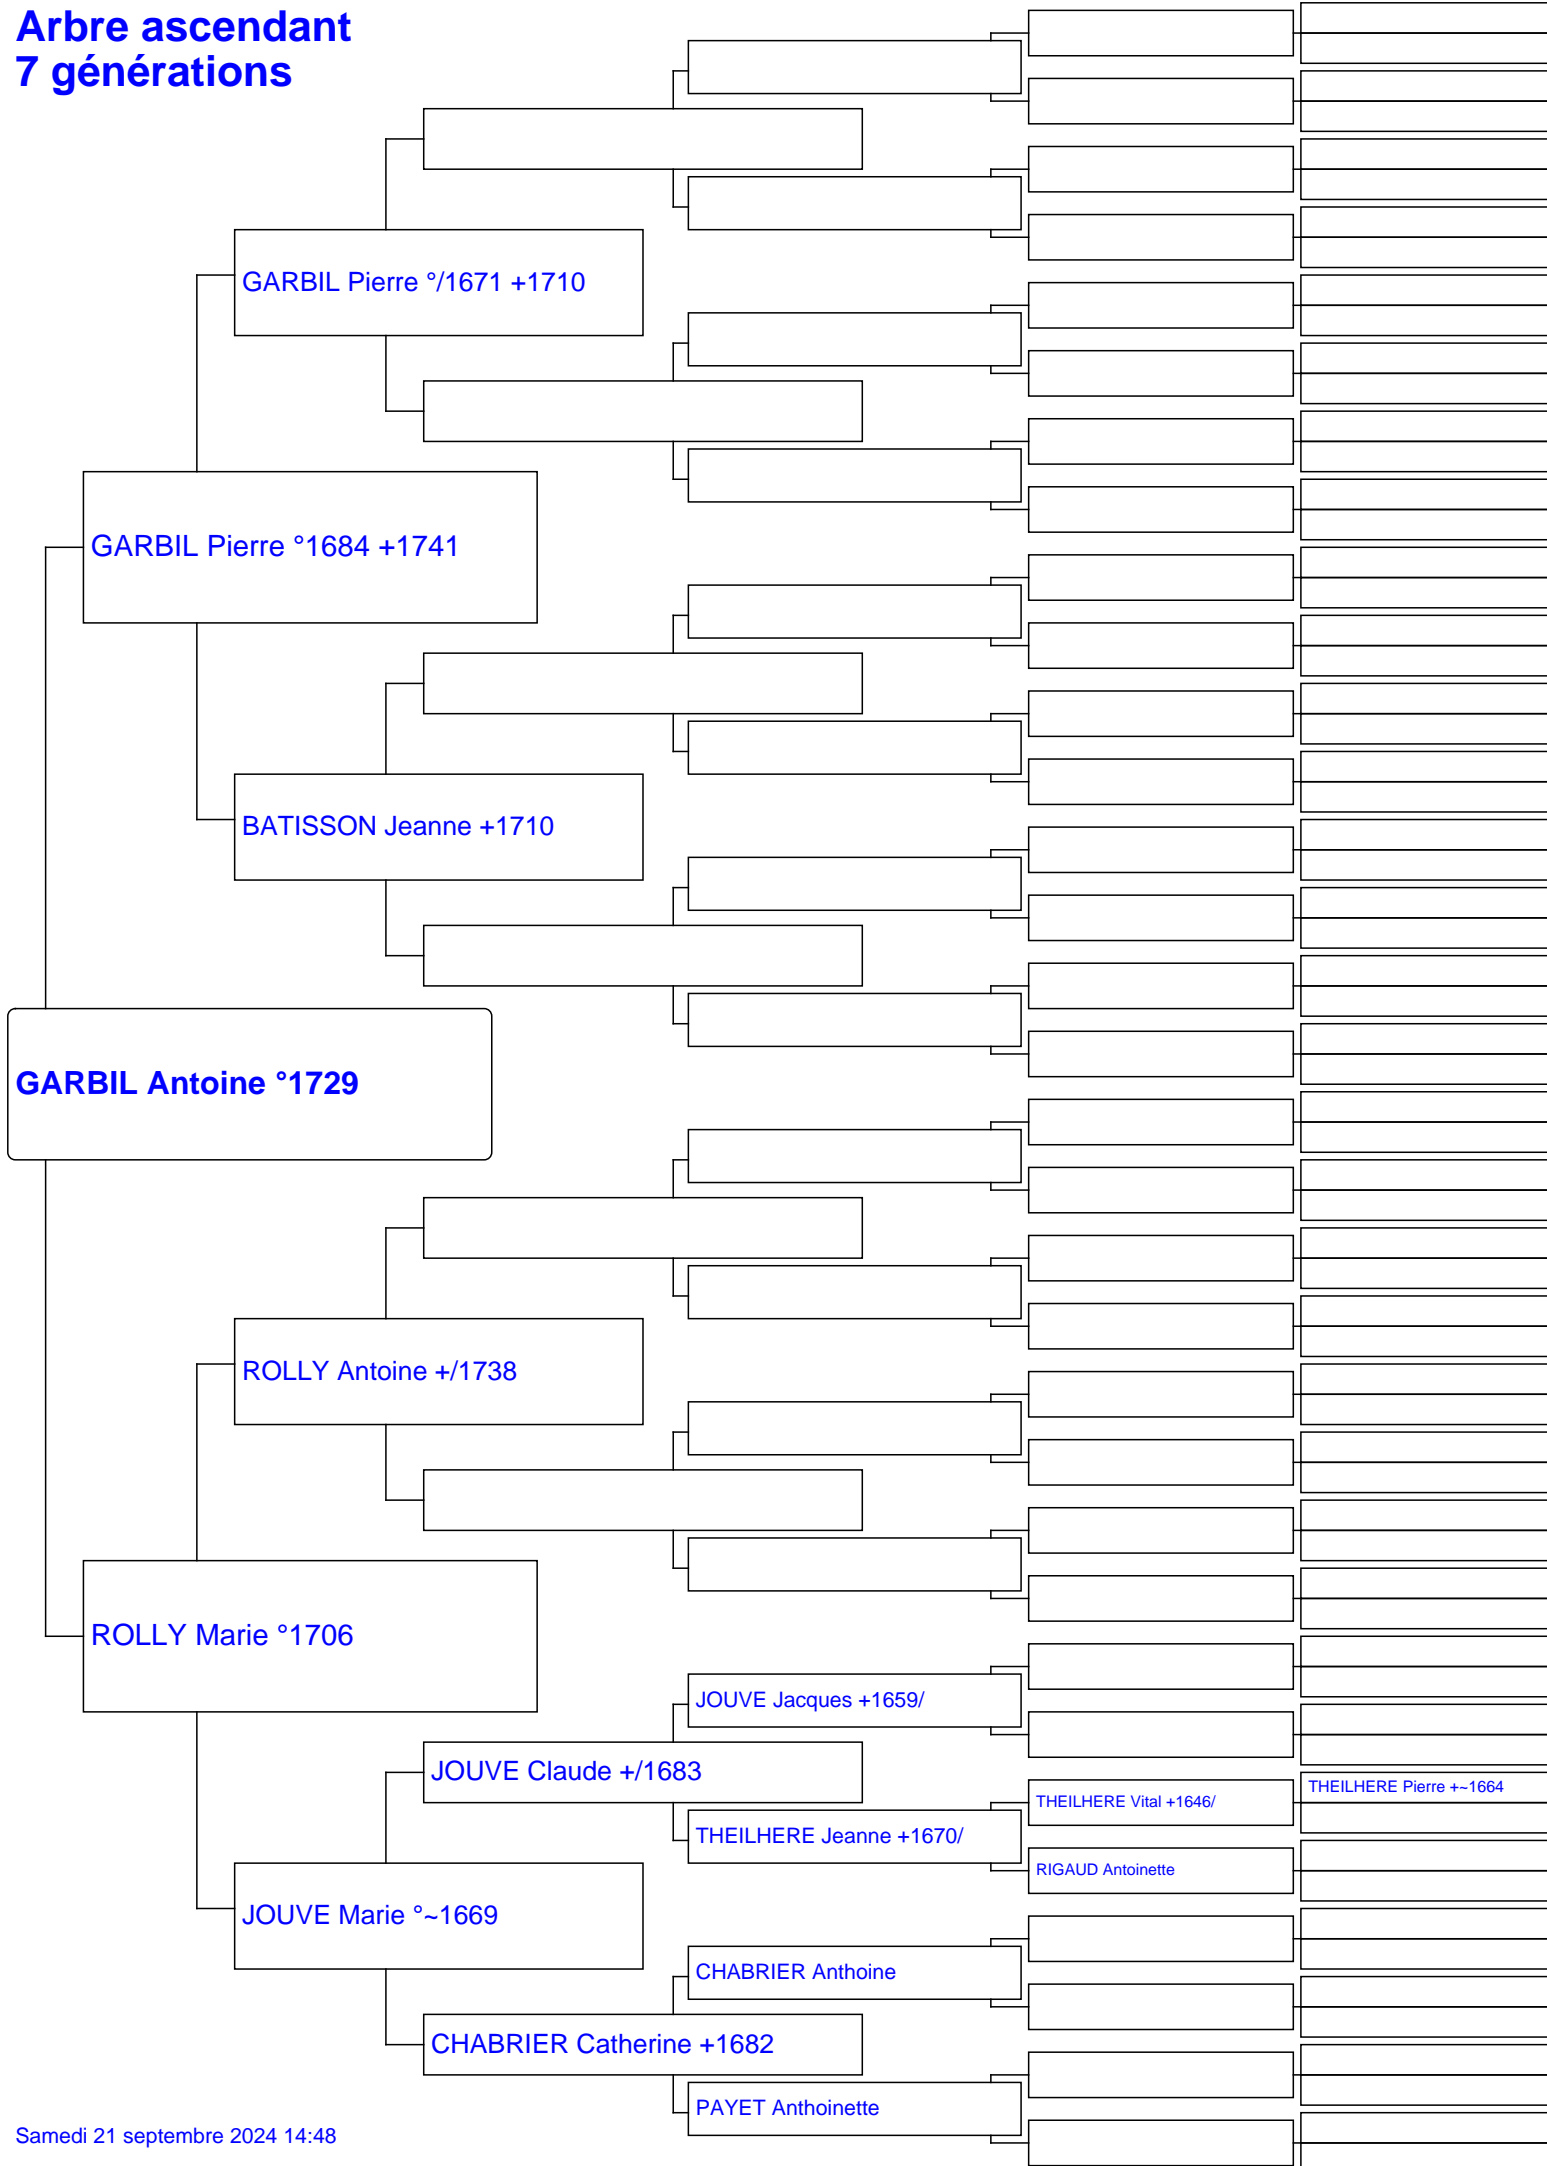 Arbre ascendant
7 générations
GARBIL Pierre °/1671 +1710
GARBIL Pierre °1684 +1741
BATISSON Jeanne +1710
GARBIL Antoine °1729
ROLLY Antoine +/1738
ROLLY Marie °1706
JOUVE Jacques +1659/
JOUVE Claude +/1683
THEILHERE Pierre +~1664
THEILHERE Vital +1646/
THEILHERE Jeanne +1670/
RIGAUD Antoinette
JOUVE Marie °~1669
CHABRIER Anthoine
CHABRIER Catherine +1682
PAYET Anthoinette
Samedi 21 septembre 2024 14:48